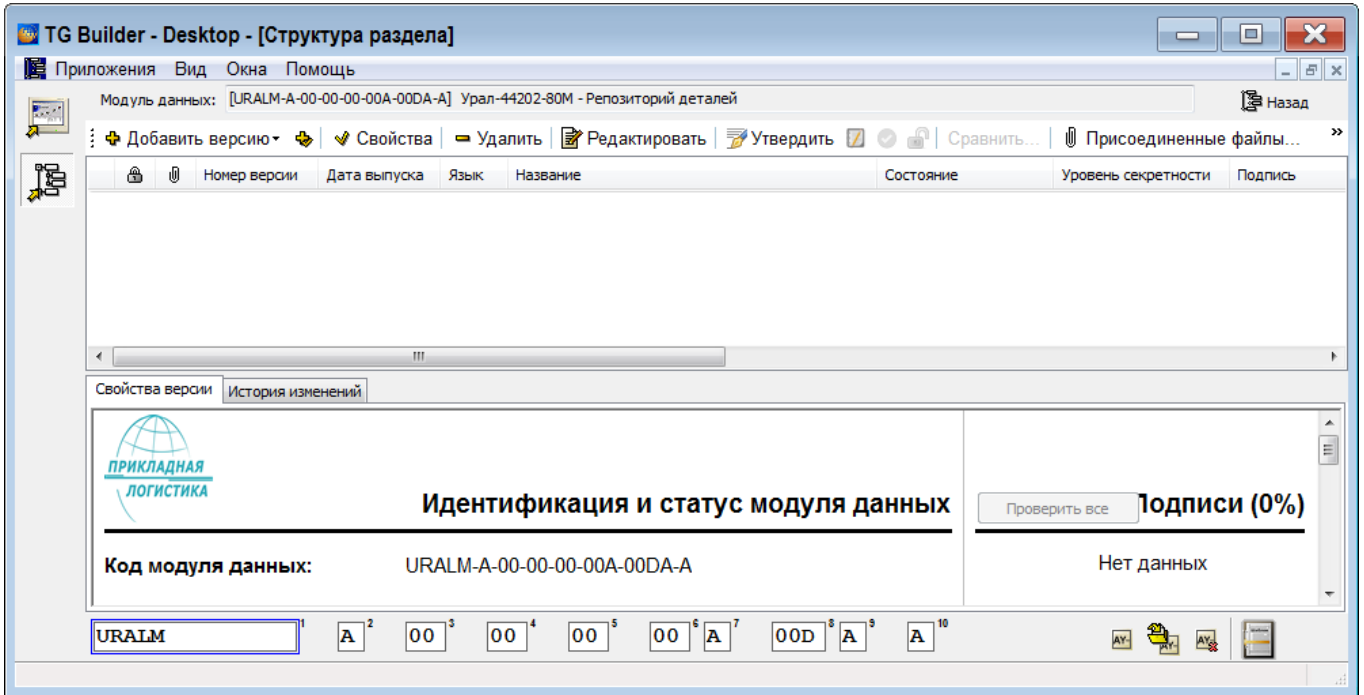 TG Builder - Desktop - [Структура раздела]
Приложения Вид Окна Помощь
Модуль данных: [URALM-A-00-00-00-00A-00DA-A] Урал-44202-80М - Репозиторий деталей Назад
Добавить версию Свойства Удалить Редактировать Утвердить Сравнить... Присоединенные файлы... »
Номер версии Дата выпуска Язык Название Состояние Уровень секретности Подпись
Свойства версии История изменений
ПРИКЛАДНАЯ
ЛОГИСТИКА
Идентификация и статус модуля данных Проверить все Подписи (0%)
Код модуля данных: URALM-A-00-00-00-00A-00DA-A Нет данных
URALM 1 A 2 00 3 00 4 00 5 00 6 A 7 00D 8 A 9 A 10